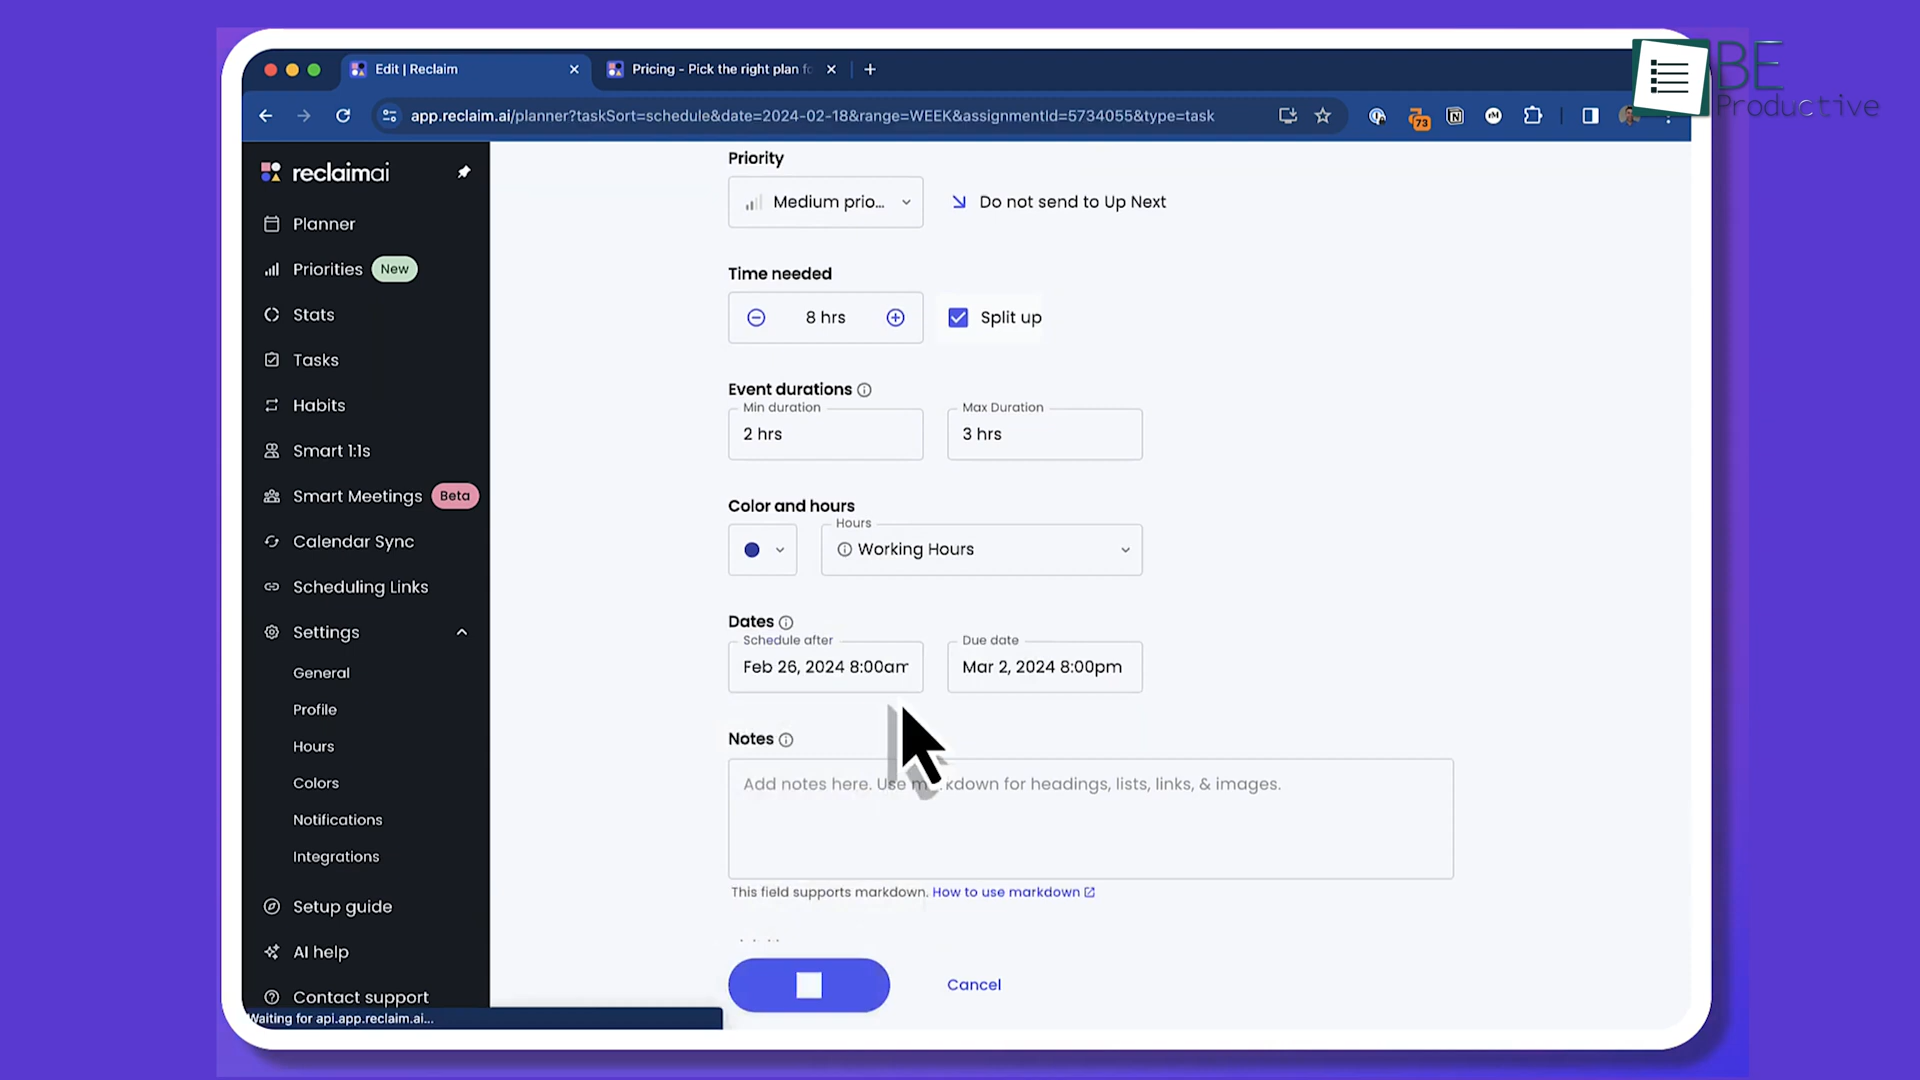 BE
Productive
Edit | Reclaim
Pricing - Pick the right plan fo
app.reclaim.ai/planner?taskSort=schedule&date=2024-02-18&range=WEEK&assignmentId=5734055&type=task
73
reclaimai
Planner
Priorities New
Stats
Tasks
Habits
Smart 1:1s
Smart Meetings Beta
Calendar Sync
Scheduling Links
Settings
General
Profile
Hours
Colors
Notifications
Integrations
Setup guide
AI help
Contact support
Waiting for api.app.reclaim.ai...
Priority
Medium prio...
Do not send to Up Next
Time needed
8 hrs
Split up
Event durations
Min duration
2 hrs
Max Duration
3 hrs
Color and hours
Hours
Working Hours
Dates
Schedule after
Feb 26, 2024 8:00am
Due date
Mar 2, 2024 8:00pm
Notes
Add notes here. Use markdown for headings, lists, links, & images.
This field supports markdown. How to use markdown
Cancel